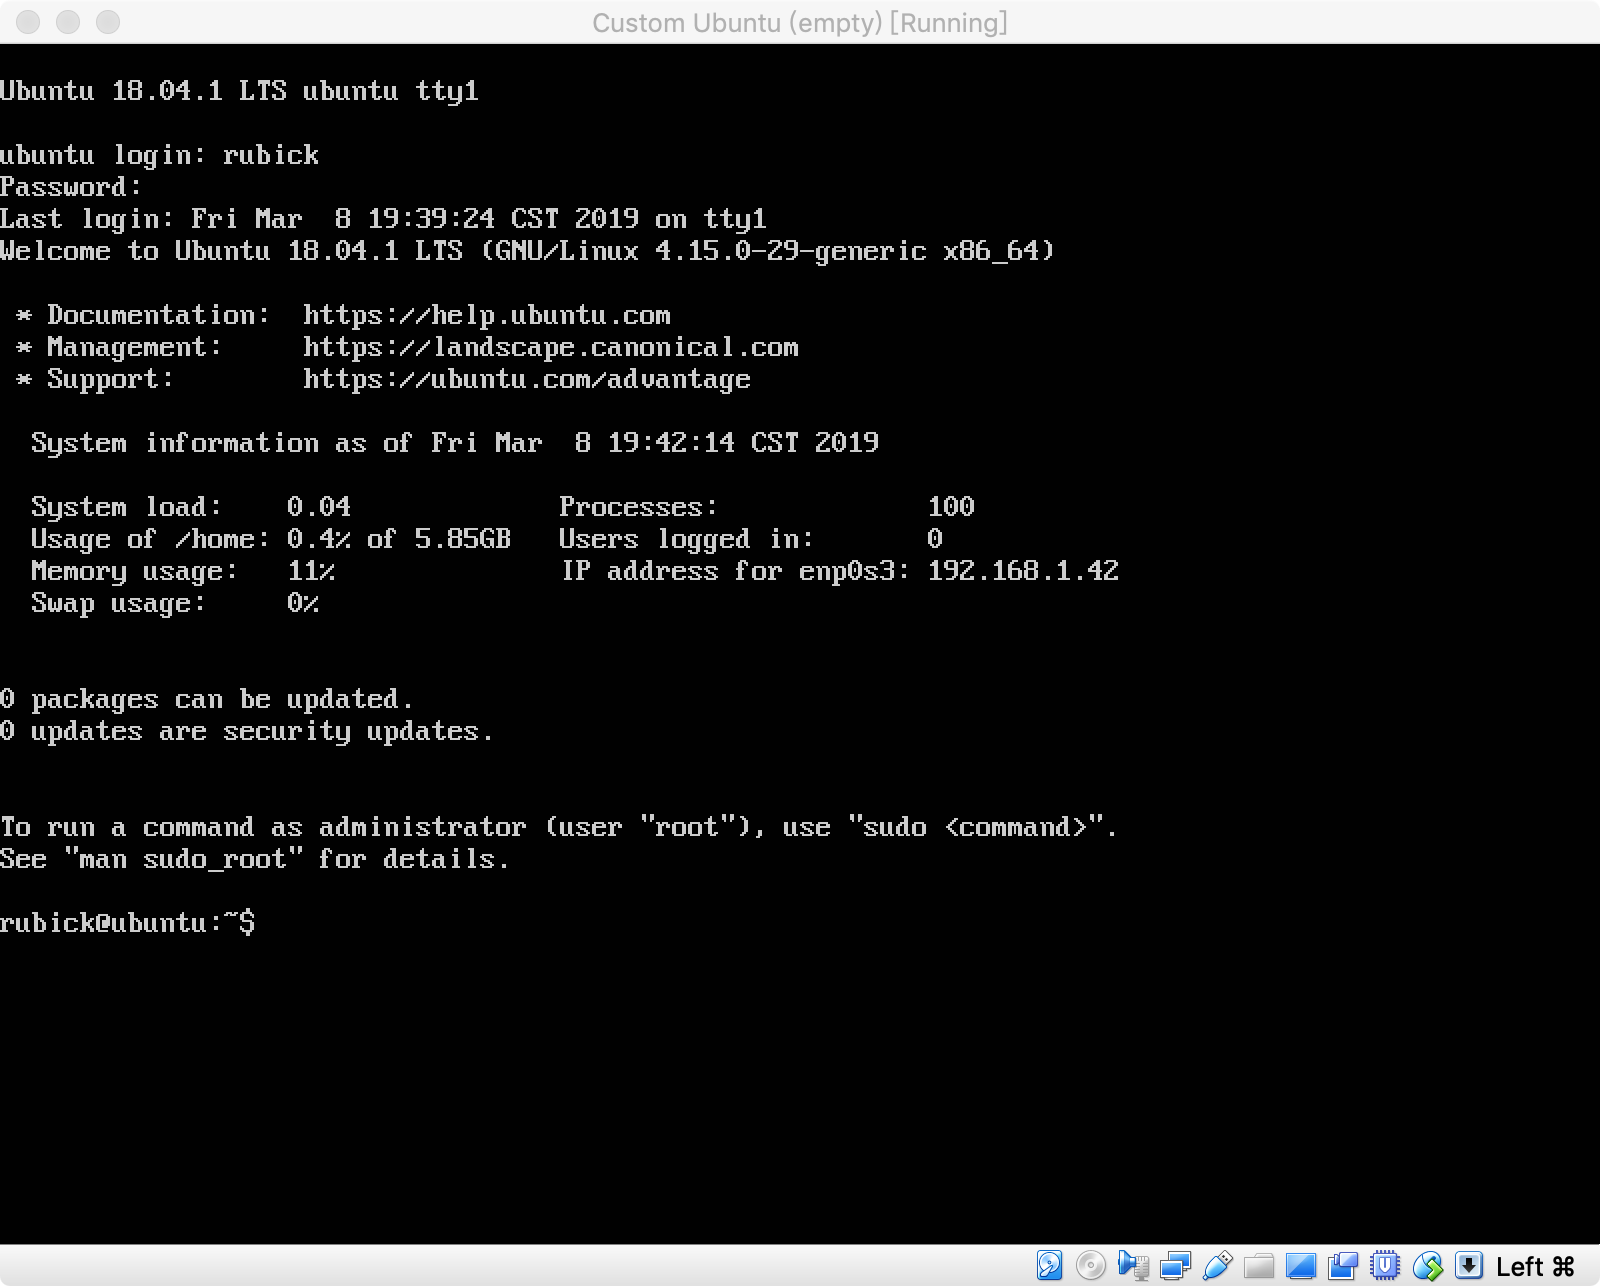 Custom Ubuntu (empty) [Running]
Ubuntu 18.04.1 LTS ubuntu tty1
ubuntu login: rubick
Password:
Last login: Fri Mar  8 19:39:24 CST 2019 on tty1
Welcome to Ubuntu 18.04.1 LTS (GNU/Linux 4.15.0-29-generic x86_64)
 * Documentation:  https://help.ubuntu.com
 * Management:     https://landscape.canonical.com
 * Support:        https://ubuntu.com/advantage
  System information as of Fri Mar  8 19:42:14 CST 2019
  System load:    0.04             Processes:             100
  Usage of /home: 0.4% of 5.85GB   Users logged in:       0
  Memory usage:   11%              IP address for enp0s3: 192.168.1.42
  Swap usage:     0%
0 packages can be updated.
0 updates are security updates.
To run a command as administrator (user "root"), use "sudo <command>".
See "man sudo_root" for details.
rubick@ubuntu:~$
Left ⌘